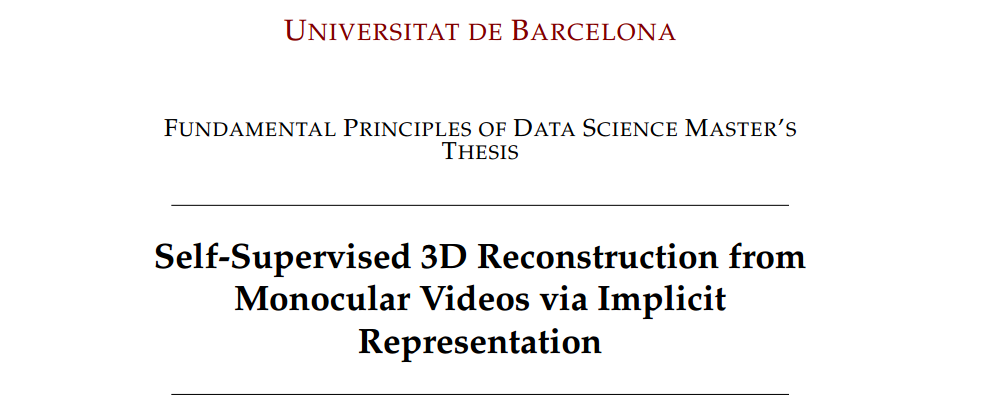 UNIVERSITAT DE BARCELONA
FUNDAMENTAL PRINCIPLES OF DATA SCIENCE MASTER'S
THESIS
Self-Supervised 3D Reconstruction from
Monocular Videos via Implicit
Representation